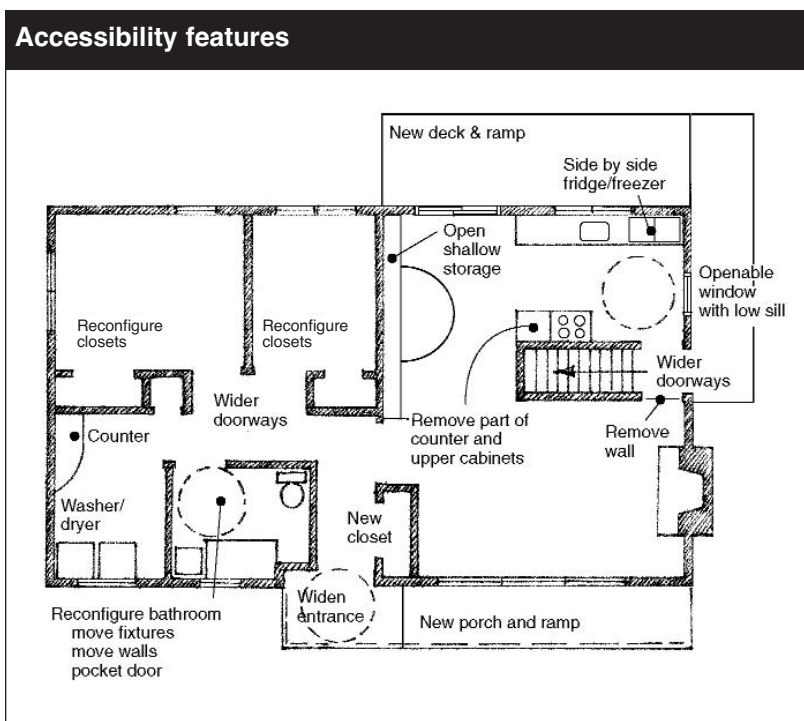 Accessibility features
New deck & ramp
Side by side
fridge/freezer
Open
shallow
storage
Openable
window
with low sill
Reconfigure
closets
Reconfigure
closets
Wider
doorways
Wider
doorways
Counter
Remove part of
counter and
upper cabinets
Remove
wall
Washer/
dryer
New
closet
Widen
entrance
New porch and ramp
Reconfigure bathroom
move fixtures
move walls
pocket door